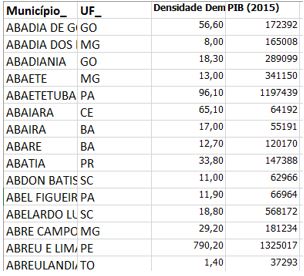 Município_ UF_ Densidade Dem PIB (2015)
ABADIA DE G GO 56,60 172392
ABADIA DOS MG 8,00 165008
ABADIANIA GO 18,30 289099
ABAETE MG 13,00 341150
ABAETETUBA PA 96,10 1197439
ABAIARA CE 65,10 64192
ABAIRA BA 17,00 55191
ABARE BA 12,70 120170
ABATIA PR 33,80 147388
ABDON BATIS SC 11,00 62966
ABEL FIGUEIR PA 11,90 66964
ABELARDO LU SC 18,80 568172
ABRE CAMPO MG 29,20 181234
ABREU E LIMA PE 790,20 1325017
ABREULANDI TO 1,40 37293